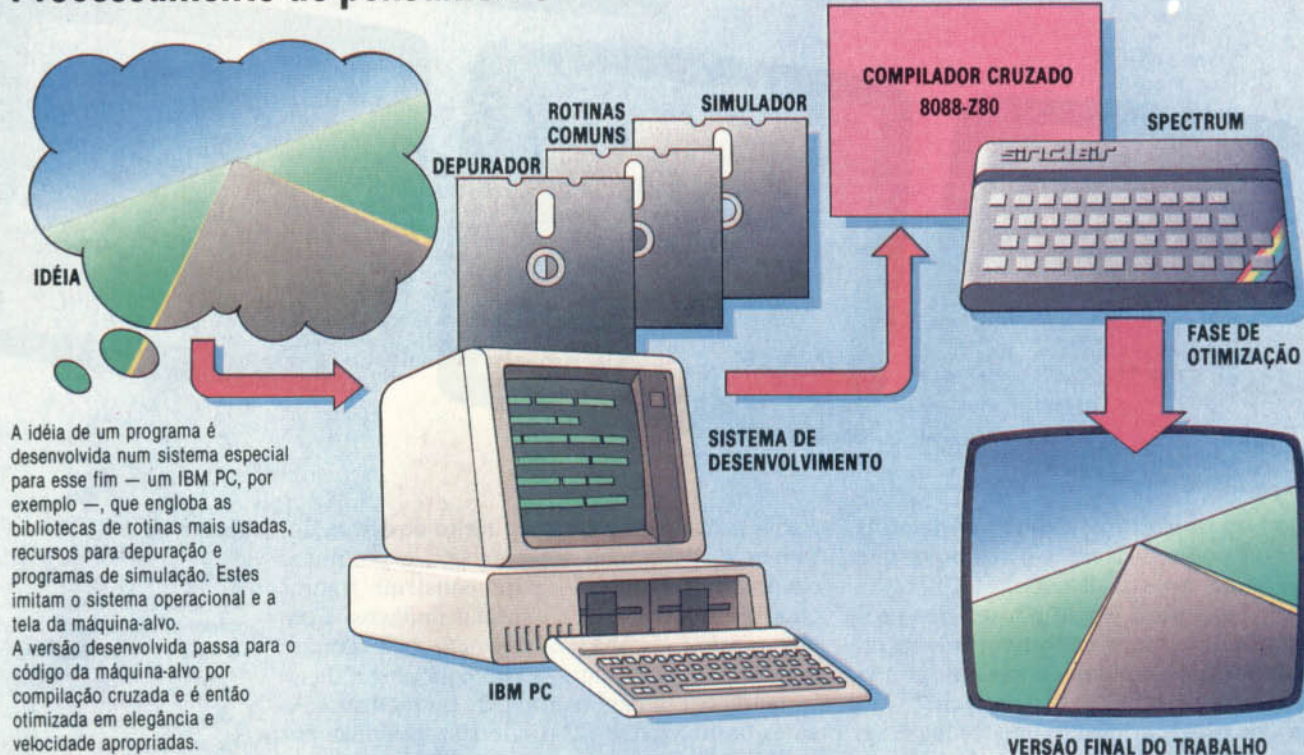 IDÉIA
DEPURADOR
ROTINAS
COMUNS
SIMULADOR
COMPILADOR CRUZADO
8088-Z80
SPECTRUM
sinclair
FASE DE
OTIMIZAÇÃO
SISTEMA DE
DESENVOLVIMENTO
IBM PC
VERSÃO FINAL DO TRABALHO
A idéia de um programa é
desenvolvida num sistema especial
para esse fim — um IBM PC, por
exemplo —, que engloba as
bibliotecas de rotinas mais usadas,
recursos para depuração e
programas de simulação. Estes
imitam o sistema operacional e a
tela da máquina-alvo.
A versão desenvolvida passa para o
código da máquina-alvo por
compilação cruzada e é então
otimizada em elegância e
velocidade apropriadas.